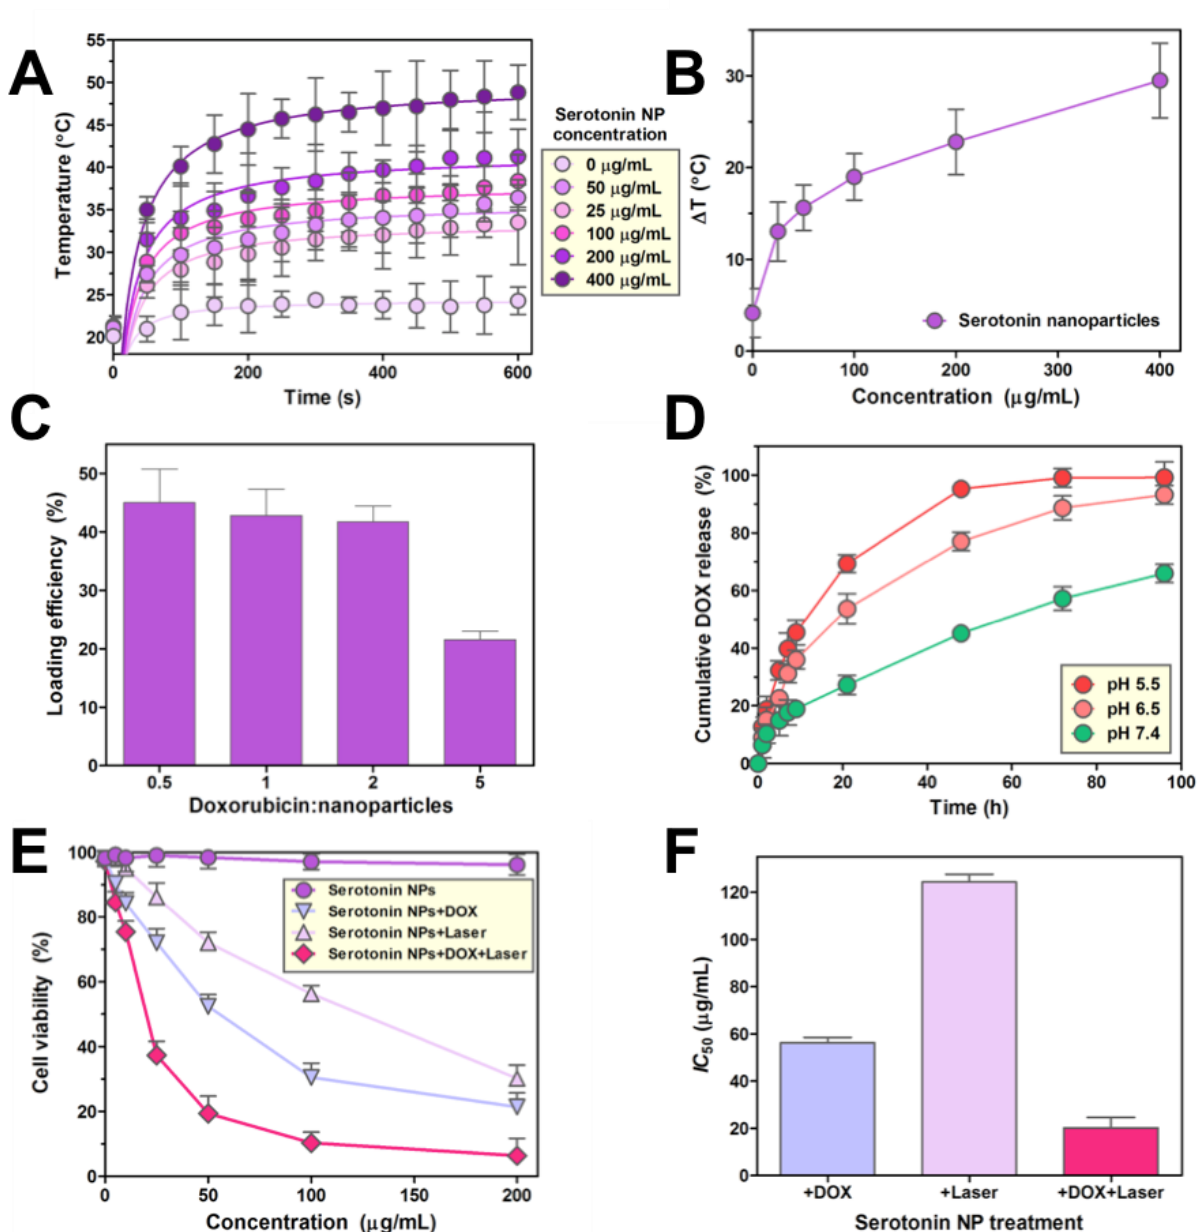 A
55
50
45
40
35
30
25
20
Temperature (°C)
0
200
400
600
Time (s)
Serotonin NP
concentration
0 μg/mL
50 μg/mL
25 μg/mL
100 μg/mL
200 μg/mL
400 μg/mL
B
30
20
10
0
ΔT (°C)
Serotonin nanoparticles
0
100
200
300
400
Concentration (μg/mL)
C
50
40
30
20
10
0
Loading efficiency (%)
0.5
1
2
5
Doxorubicin:nanoparticles
D
100
80
60
40
20
0
Cumulative DOX release (%)
pH 5.5
pH 6.5
pH 7.4
0
20
40
60
80
100
Time (h)
E
100
80
60
40
20
0
Cell viability (%)
Serotonin NPs
Serotonin NPs+DOX
Serotonin NPs+Laser
Serotonin NPs+DOX+Laser
0
50
100
150
200
Concentration (μg/mL)
F
120
100
80
60
40
20
0
IC50 (μg/mL)
+DOX
+Laser
+DOX+Laser
Serotonin NP treatment